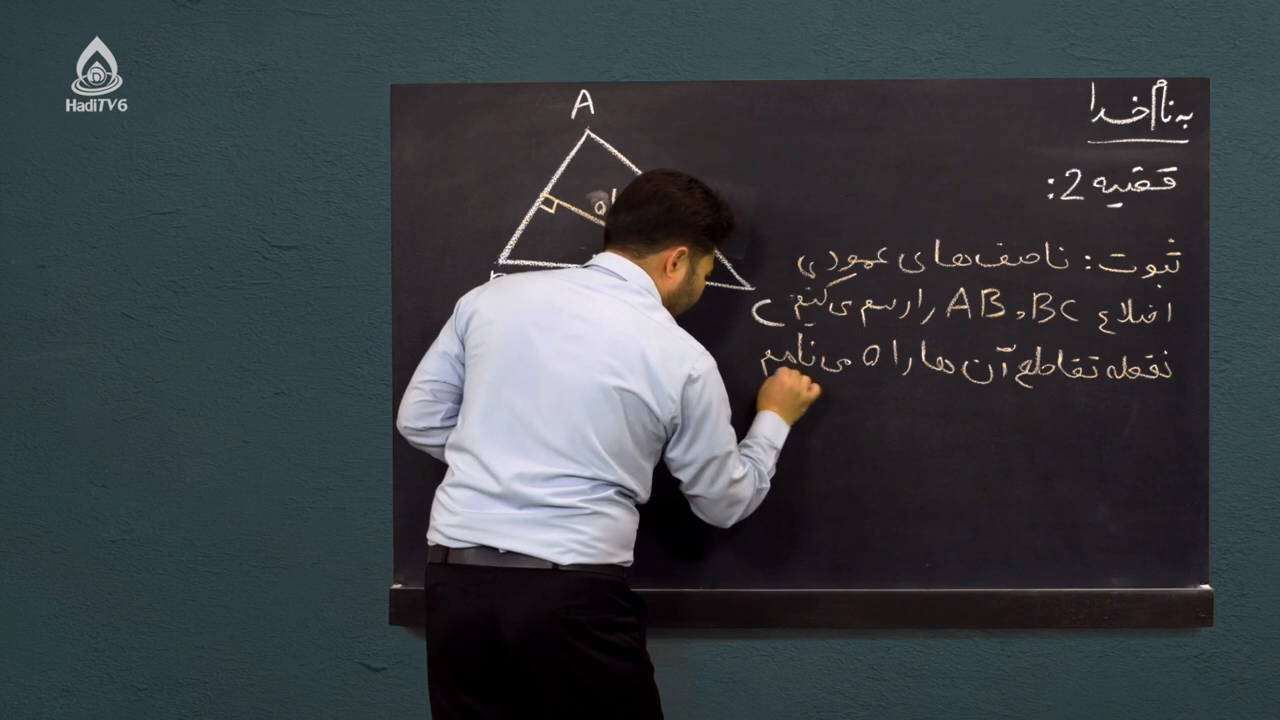 HadiTV6
به نام خدا
قضیه 2:
ثبوت: ناصف های عمودی
اضلاع AB، BC را رسم می کنیم
نقطه تقاطع آن ها را O می نامیم
A
O
C